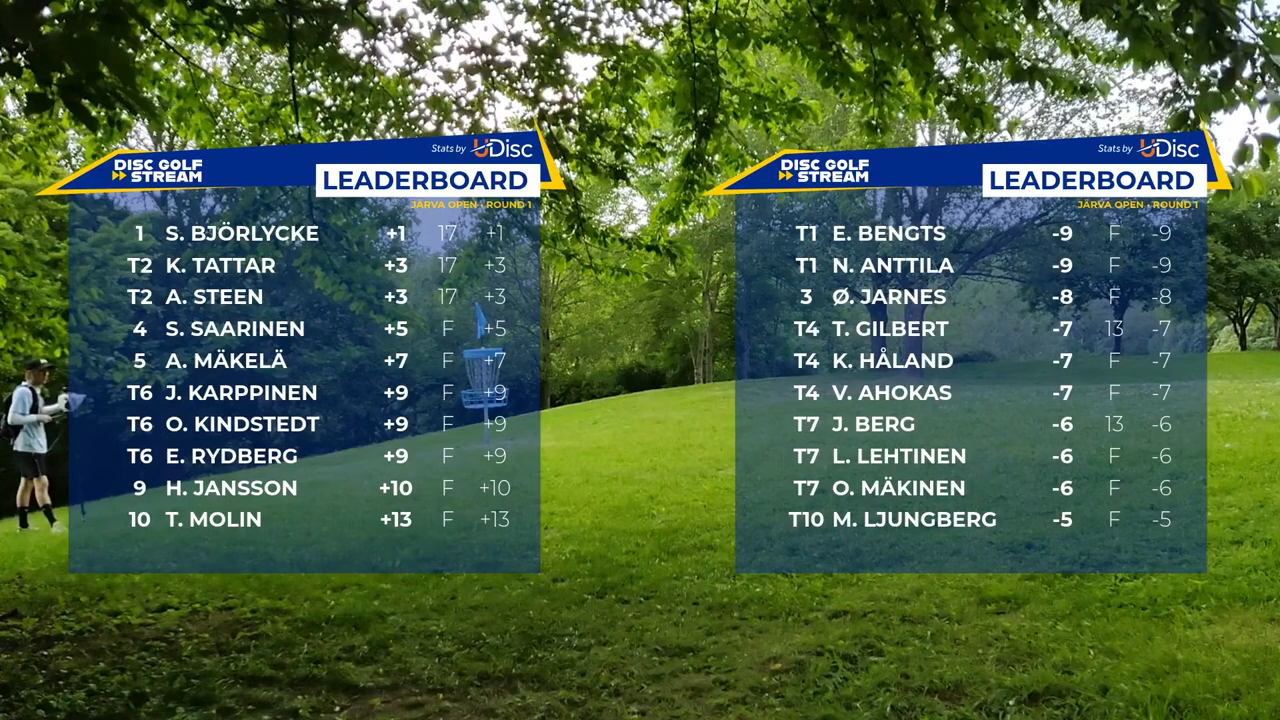 Stats by UDisc
DISC GOLF STREAM
LEADERBOARD
JÄRVA OPEN • ROUND 1
1 S. BJÖRLYCKE +1 17 +1
T2 K. TATTAR +3 17 +3
T2 A. STEEN +3 17 +3
4 S. SAARINEN +5 F +5
5 A. MÄKELÄ +7 F +7
T6 J. KARPPINEN +9 F +9
T6 O. KINDSTEDT +9 F +9
T6 E. RYDBERG +9 F +9
9 H. JANSSON +10 F +10
10 T. MOLIN +13 F +13
Stats by UDisc
DISC GOLF STREAM
LEADERBOARD
JÄRVA OPEN • ROUND 1
T1 E. BENGTS -9 F -9
T1 N. ANTTILA -9 F -9
3 Ø. JARNES -8 F -8
T4 T. GILBERT -7 13 -7
T4 K. HÅLAND -7 F -7
T4 V. AHOKAS -7 F -7
T7 J. BERG -6 13 -6
T7 L. LEHTINEN -6 F -6
T7 O. MÄKINEN -6 F -6
T10 M. LJUNGBERG -5 F -5